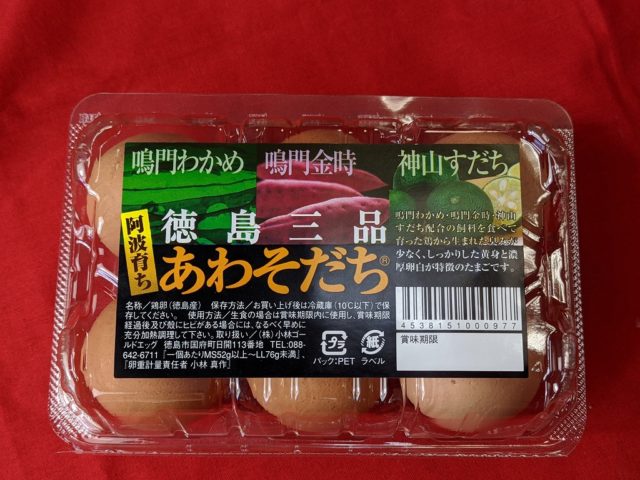 鳴門わかめ 鳴門金時 神山すだち
徳島三品
阿波育ち
あわそだち®
鳴門わかめ・鳴門金時・神山
すだち配合の飼料を食べて
育った鶏から生まれた
少なく、しっかりした黄身と濃
厚卵白が特徴のたまごです。
名称/鶏卵(徳島産) 保存方法/お買い上げ後は冷蔵庫(10℃以下)で保
存してください。 使用方法/生食の場合は賞味期限内に使用し、賞味期限
経過後及び殻にヒビがある場合には、なるべく早めに
充分加熱調理して下さい。取り扱い/(株)小林ゴー
ルドエッグ 徳島市国府町日開113番地 TEL:088-
642-6711 『一個あたりMS52g以上~LL76g未満』、
『卵重計量責任者 小林 真作』
プラ
パック:PET
紙
ラベル
4538151000977
賞味期限